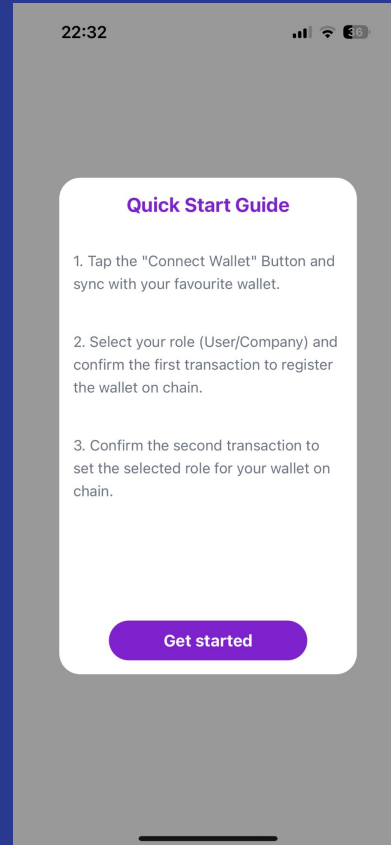 22:32
36
Quick Start Guide
1. Tap the "Connect Wallet" Button and
sync with your favourite wallet.
2. Select your role (User/Company) and
confirm the first transaction to register
the wallet on chain.
3. Confirm the second transaction to
set the selected role for your wallet on
chain.
Get started